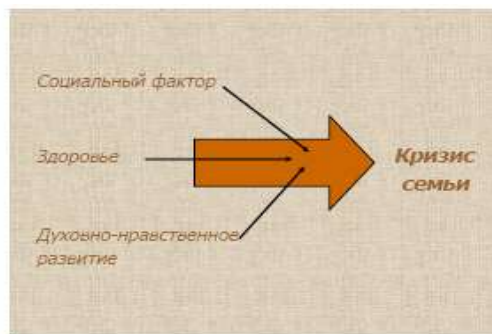 Социальный фактор
Здоровье
Кризис
семьи
Духовно-нравственное
развитие